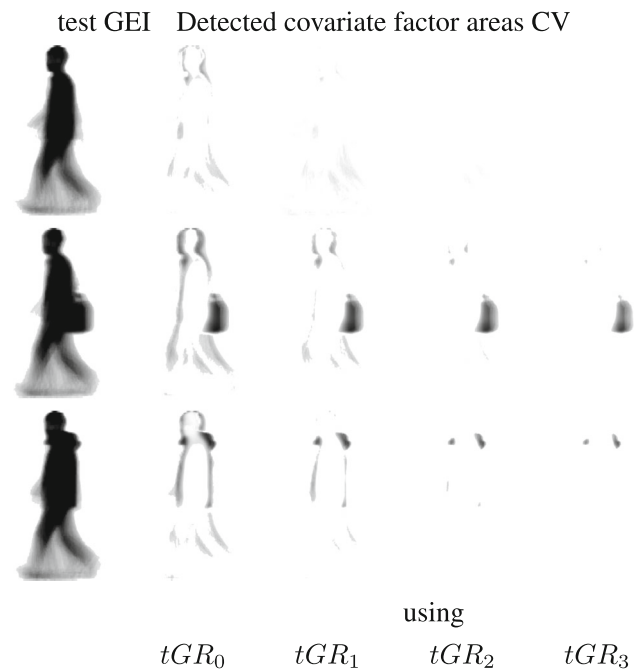 test GEI Detected covariate factor areas CV
using
tGR₀ tGR₁ tGR₂ tGR₃